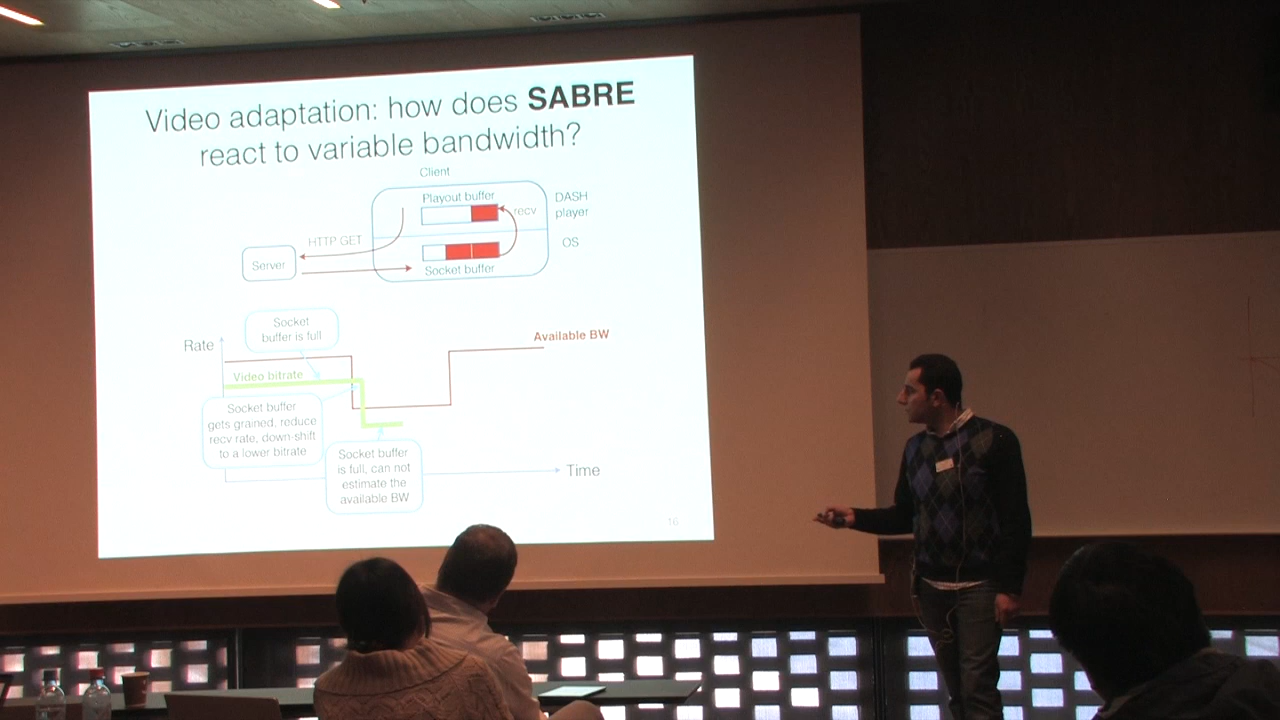 Video adaptation: how does SABRE
react to variable bandwidth?
Client
Playout buffer
DASH
player
recv
HTTP GET
OS
Server
Socket buffer
Socket
buffer is full
Rate
Available BW
Video bitrate
Socket buffer
gets grained, reduce
recv rate, down-shift
to a lower bitrate
Socket buffer
is full, can not
estimate the
available BW
Time
16